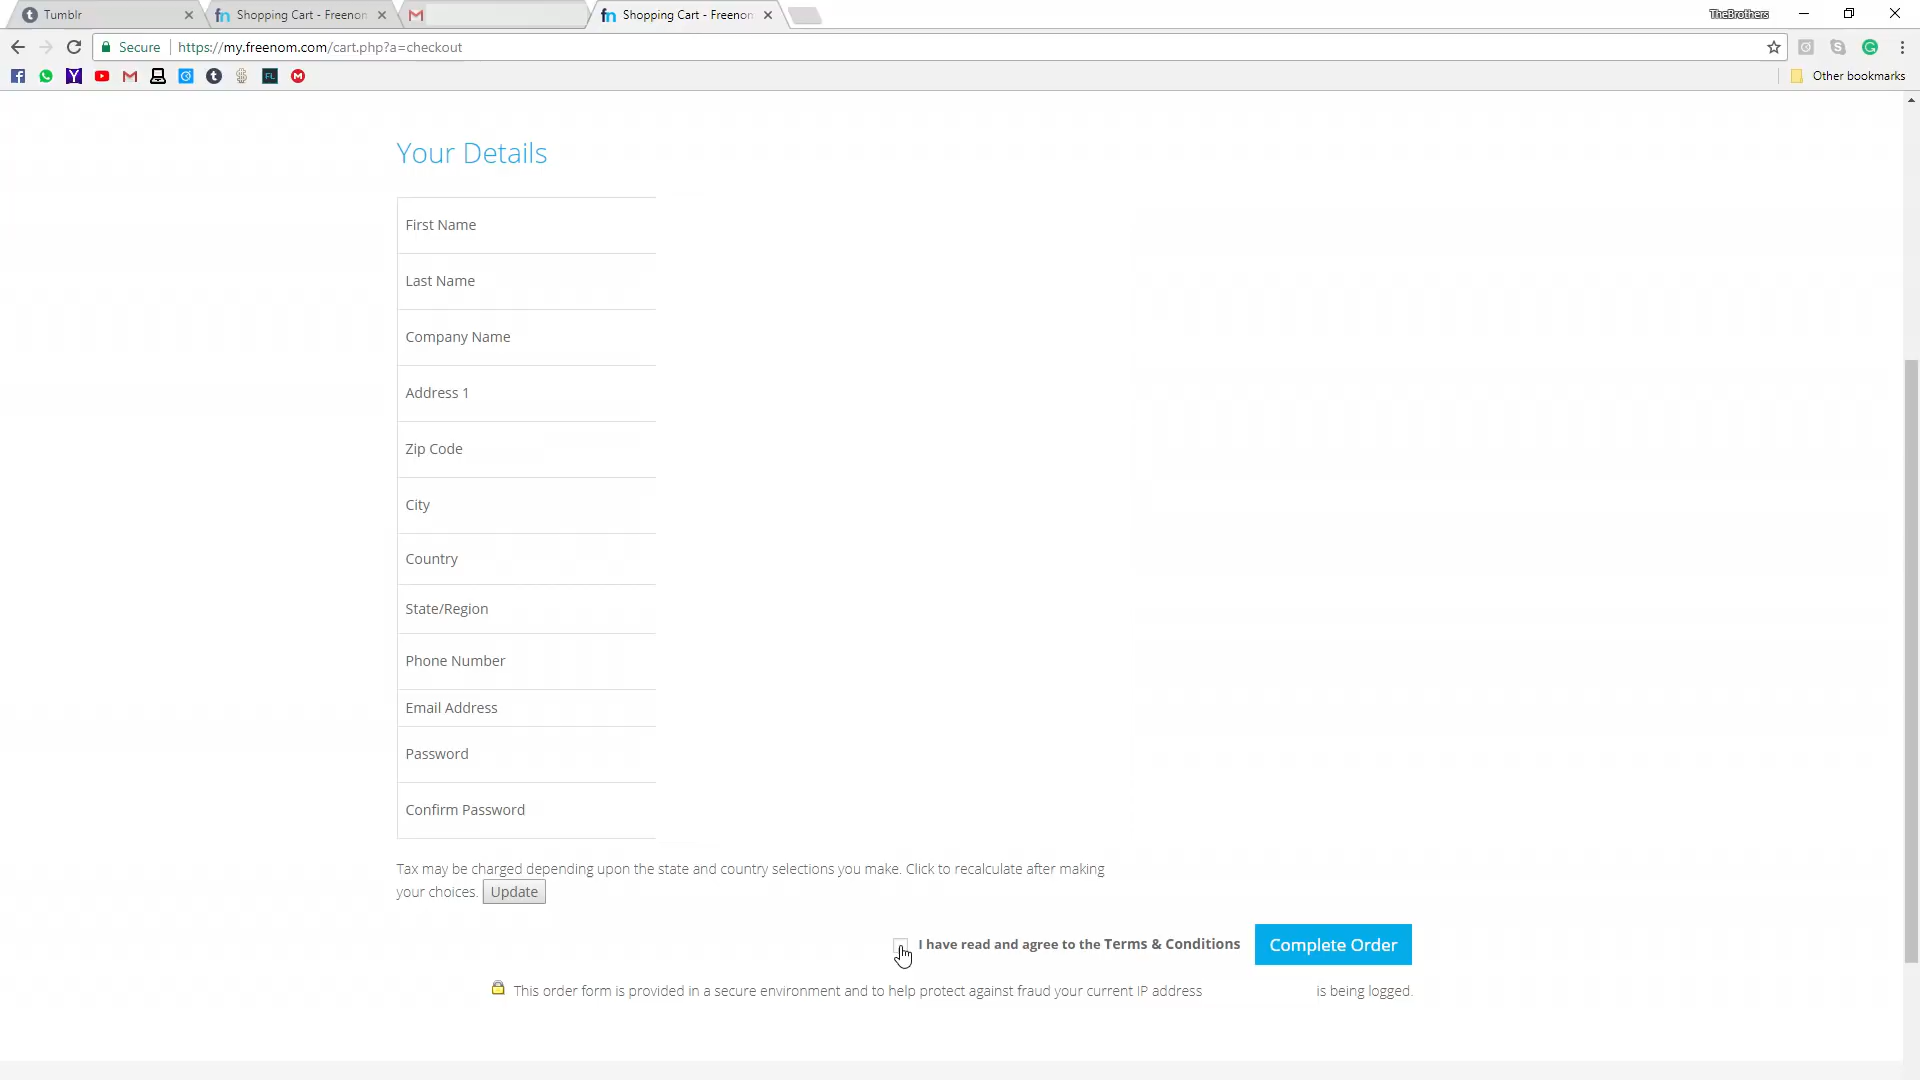 Tumblr
Shopping Cart - Freenom
Shopping Cart - Freenom
TheBrothers
Secure
https://my.freenom.com/cart.php?a=checkout
Other bookmarks
Your Details
First Name
Last Name
Company Name
Address 1
Zip Code
City
Country
State/Region
Phone Number
Email Address
Password
Confirm Password
Tax may be charged depending upon the state and country selections you make. Click to recalculate after making
your choices. Update
I have read and agree to the Terms & Conditions Complete Order
This order form is provided in a secure environment and to help protect against fraud your current IP address is being logged.